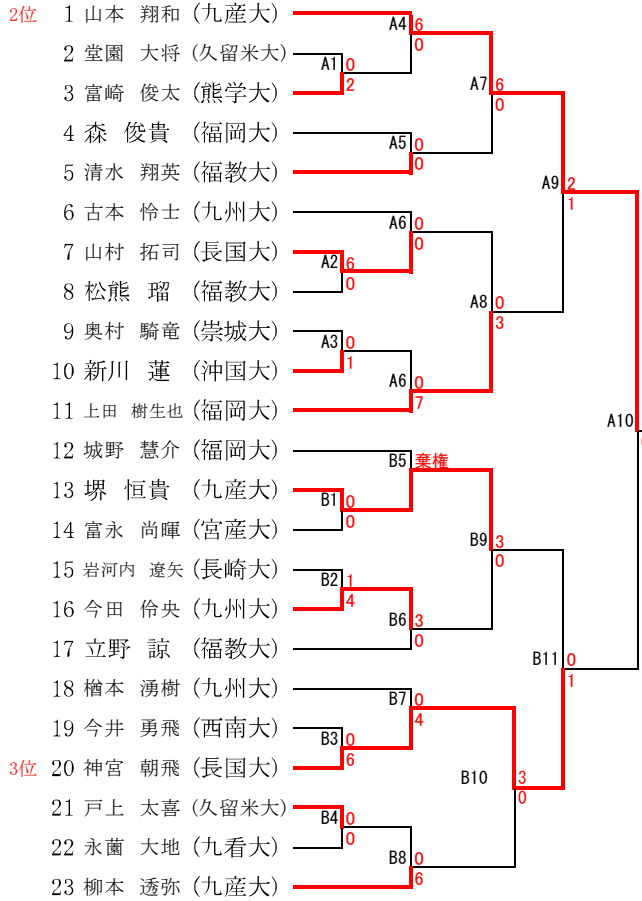 2位 1 山本 翔和 (九産大)
A4 6
0
2 堂園 大将 (久留米大)
A1 0
2
3 富崎 俊太 (熊学大)
A7 6
0
4 森 俊貴 (福岡大)
A5 0
0
5 清水 翔英 (福教大)
A9 2
1
6 古本 怜士 (九州大)
A6 0
0
7 山村 拓司 (長国大)
A2 6
0
8 松熊 瑠 (福教大)
A8 0
3
9 奥村 騎竜 (崇城大)
A3 0
1
10 新川 蓮 (沖国大)
A6 0
7
11 上田 樹生也 (福岡大)
A10
12 城野 慧介 (福岡大)
B5 棄権
13 堺 恒貴 (九産大)
B1 0
0
14 富永 尚暉 (宮産大)
B9 3
0
15 岩河内 遼矢 (長崎大)
B2 1
4
16 今田 伶央 (九州大)
B6 3
0
17 立野 諒 (福教大)
B11 0
1
18 楢本 湧樹 (九州大)
B7 0
4
19 今井 勇飛 (西南大)
B3 0
6
3位 20 神宮 朝飛 (長国大)
B10 3
0
21 戸上 太喜 (久留米大)
B4 0
0
22 永薗 大地 (九看大)
B8 0
6
23 柳本 透弥 (九産大)